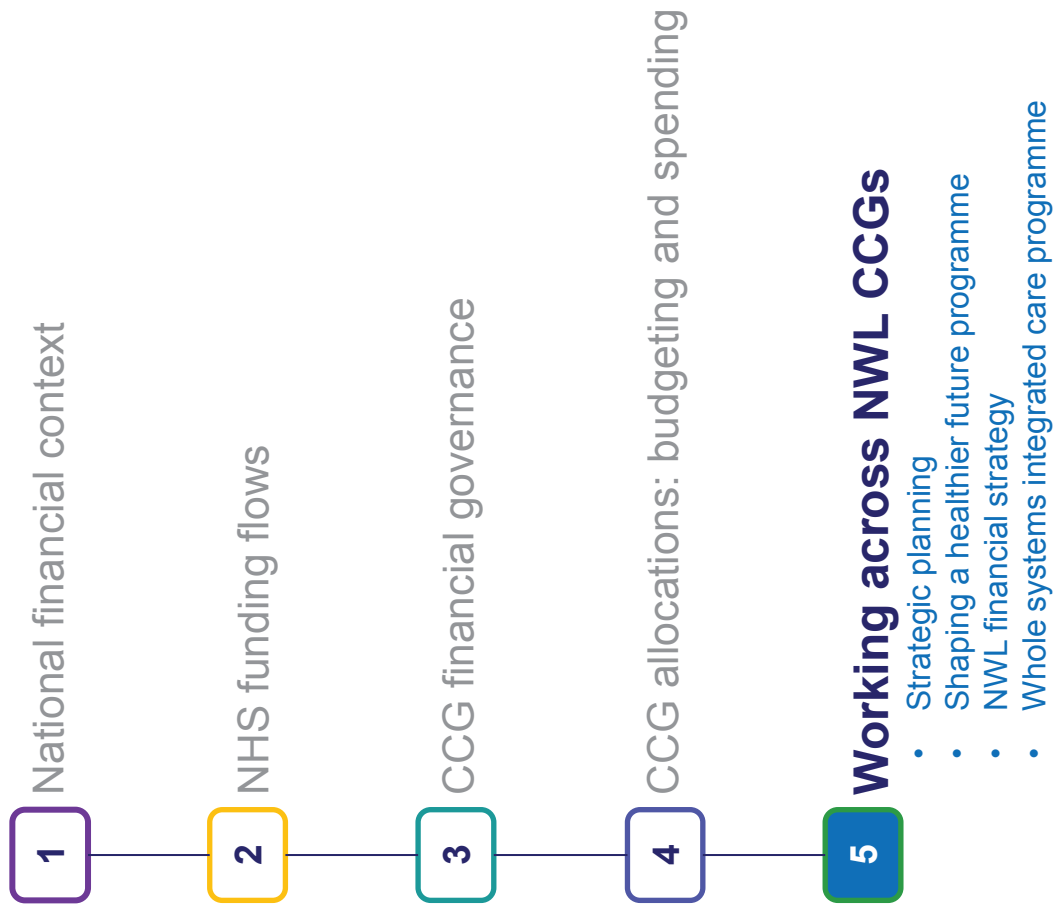 1
National financial context
2
NHS funding flows
3
CCG financial governance
4
CCG allocations: budgeting and spending
5
Working across NWL CCGs
• Strategic planning
• Shaping a healthier future programme
• NWL financial strategy
• Whole systems integrated care programme